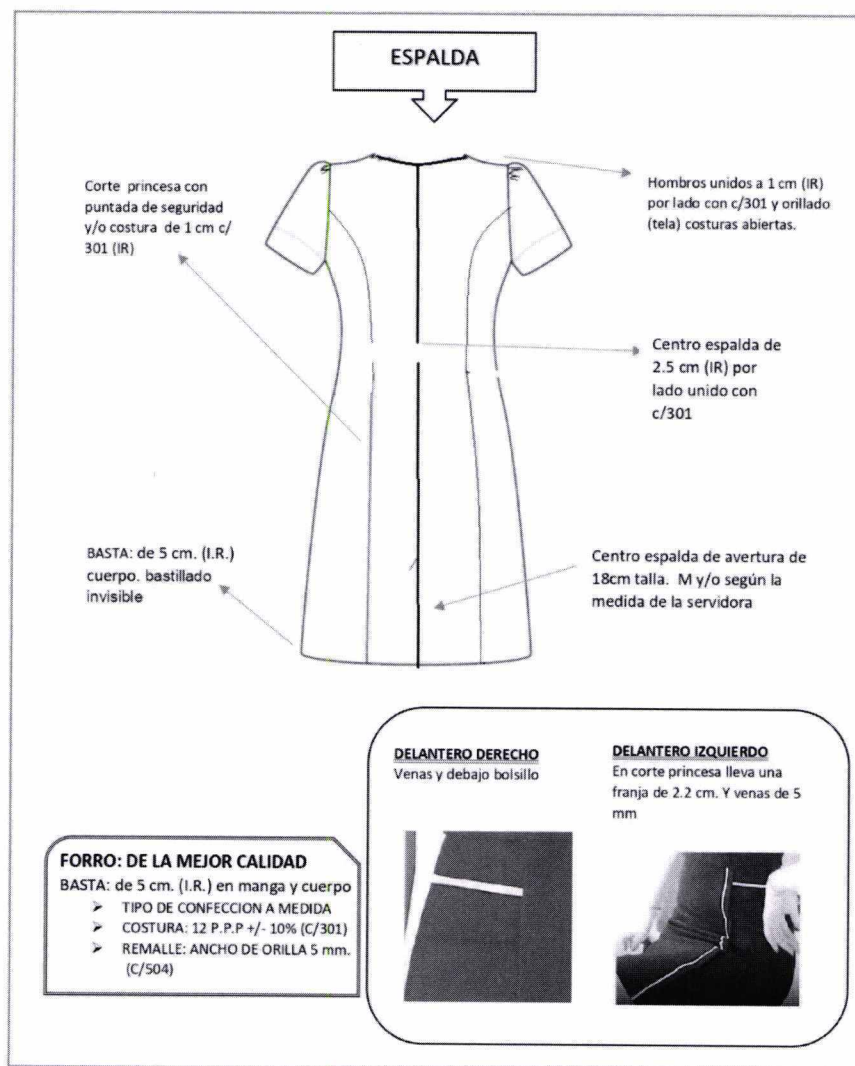 ESPALDA
Corte princesa con
puntada de seguridad
y/o costura de 1 cm c/
301 (IR)
Hombros unidos a 1 cm (IR)
por lado con c/301 y orillado
(tela) costuras abiertas.
Centro espalda de
2.5 cm (IR) por
lado unido con
c/301
BASTA: de 5 cm. (I.R.)
cuerpo. bastillado
invisible
Centro espalda de avertura de
18cm talla. M y/o según la
medida de la servidora
DELANTERO DERECHO
Venas y debajo bolsillo
DELANTERO IZQUIERDO
En corte princesa lleva una
franja de 2.2 cm. Y venas de 5
mm
FORRO: DE LA MEJOR CALIDAD
BASTA: de 5 cm. (I.R.) en manga y cuerpo
➢ TIPO DE CONFECCION A MEDIDA
➢ COSTURA: 12 P.P.P +/- 10% (C/301)
➢ REMALLE: ANCHO DE ORILLA 5 mm.
(C/504)